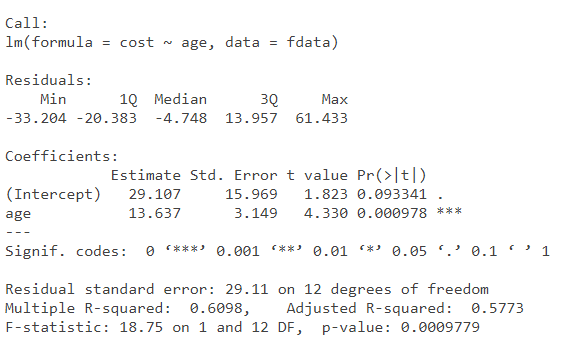 Call:
lm(formula = cost ~ age, data = fdata)
Residuals:
Min 1Q Median 3Q Max
-33.204 -20.383 -4.748 13.957 61.433
Coefficients:
Estimate Std. Error t value Pr(>|t|)
(Intercept) 29.107 15.969 1.823 0.093341 .
age 13.637 3.149 4.330 0.000978 ***
---
Signif. codes: 0 ‘***’ 0.001 ‘**’ 0.01 ‘*’ 0.05 ‘.’ 0.1 ‘ ’ 1
Residual standard error: 29.11 on 12 degrees of freedom
Multiple R-squared: 0.6098, Adjusted R-squared: 0.5773
F-statistic: 18.75 on 1 and 12 DF, p-value: 0.0009779